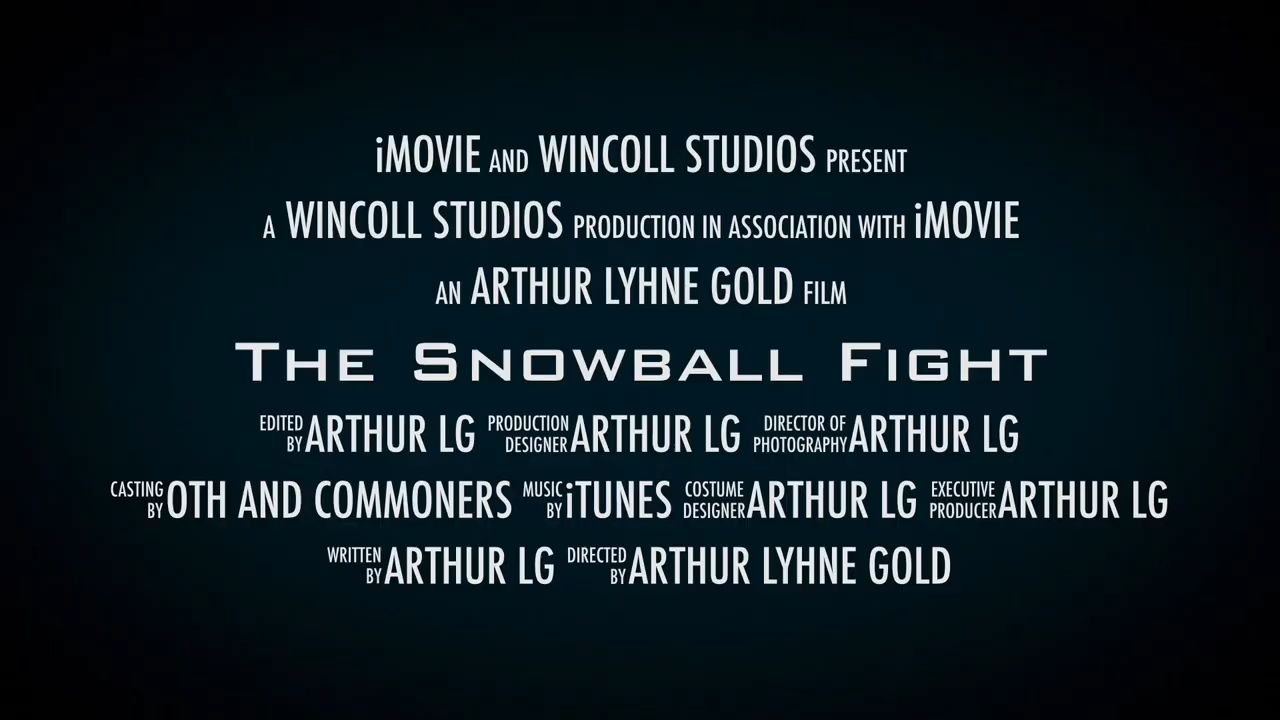 iMOVIE AND WINCOLL STUDIOS PRESENT
A WINCOLL STUDIOS PRODUCTION IN ASSOCIATION WITH iMOVIE
AN ARTHUR LYHNE GOLD FILM
THE SNOWBALL FIGHT
EDITED BY ARTHUR LG PRODUCTION DESIGNER ARTHUR LG DIRECTOR OF PHOTOGRAPHY ARTHUR LG
CASTING BY OTH AND COMMONERS MUSIC BY iTUNES COSTUME DESIGNER ARTHUR LG EXECUTIVE PRODUCER ARTHUR LG
WRITTEN BY ARTHUR LG DIRECTED BY ARTHUR LYHNE GOLD